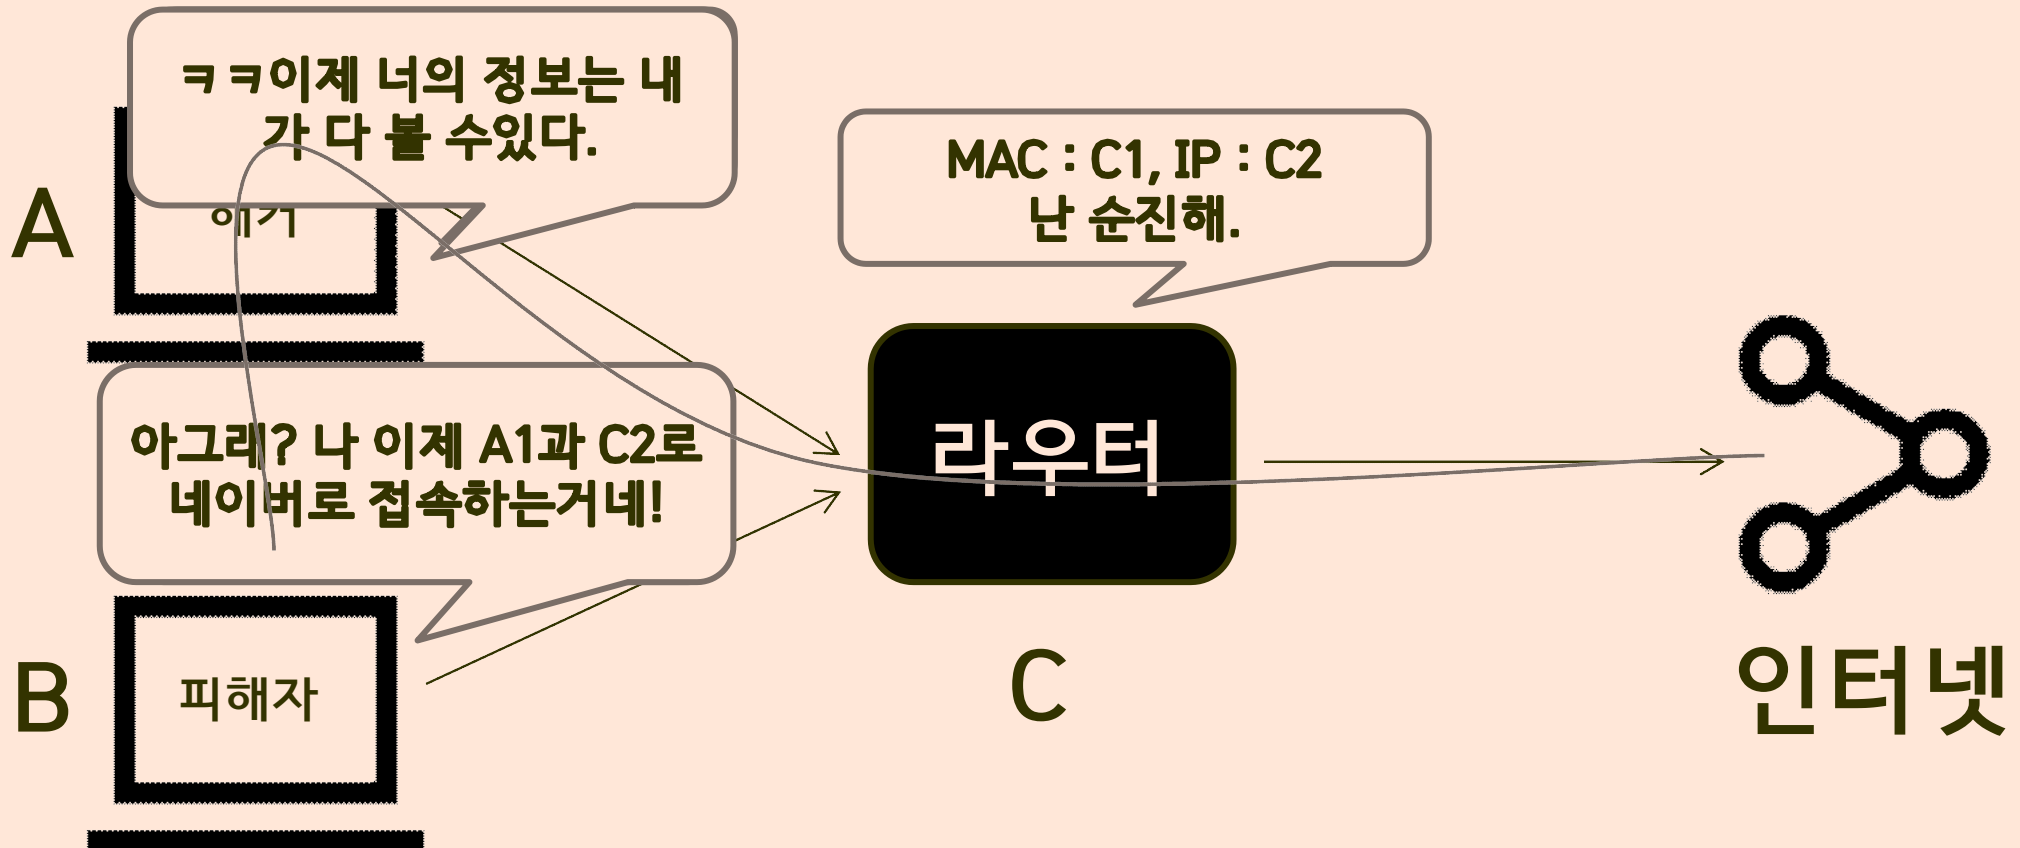 ㅋㅋ이제 너의 정보는 내
가 다 볼 수있다.
MAC : C1, IP : C2
난 순진해.
A
해커
아그래? 나 이제 A1과 C2로
네이버로 접속하는거네!
라우터
B
피해자
C
인터넷